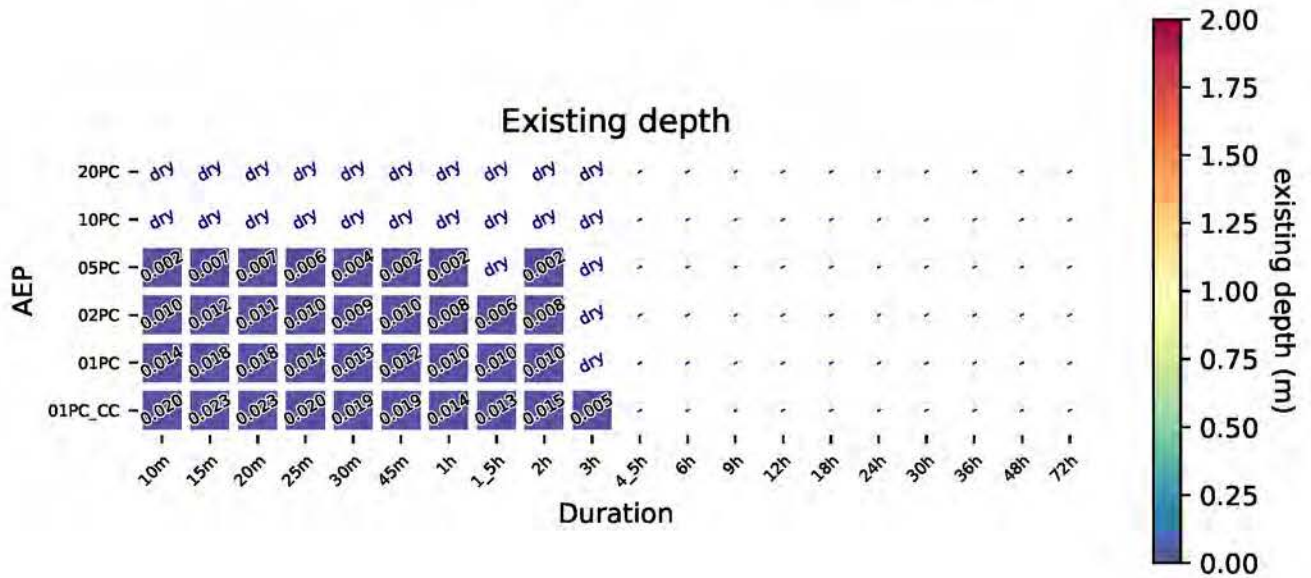 Existing depth
AEP
20PC dry dry dry dry dry dry dry dry dry dry - - - - - - - - - -
10PC dry dry dry dry dry dry dry dry dry dry - - - - - - - - - -
05PC 0.002 0.007 0.007 0.006 0.004 0.002 0.002 dry 0.002 dry - - - - - - - - - -
02PC 0.010 0.012 0.011 0.010 0.009 0.010 0.008 0.006 0.008 dry - - - - - - - - - -
01PC 0.014 0.018 0.018 0.014 0.013 0.012 0.010 0.010 0.010 dry - - - - - - - - - -
01PC_CC 0.020 0.023 0.023 0.020 0.019 0.019 0.014 0.013 0.015 0.005 - - - - - - - - - -
10m 15m 20m 25m 30m 45m 1h 1_5h 2h 3h 4_5h 6h 9h 12h 18h 24h 30h 36h 48h 72h
Duration
2.00
1.75
1.50
1.25
1.00
0.75
0.50
0.25
0.00
existing depth (m)